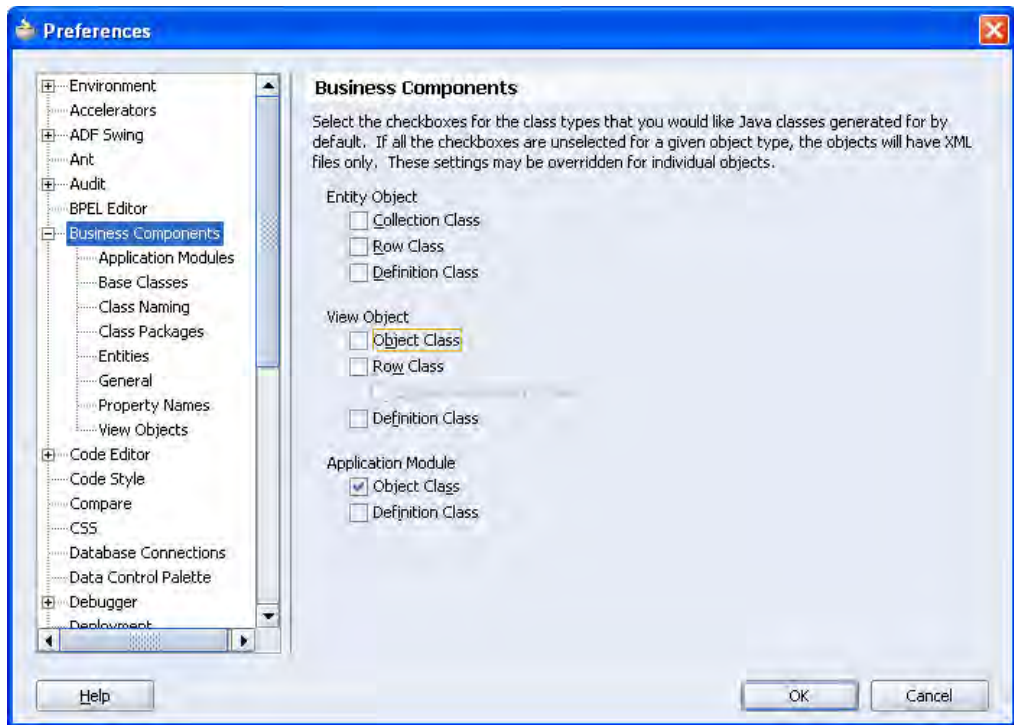 Preferences
Environment
Accelerators
ADF Swing
Ant
Audit
BPEL Editor
Business Components
Application Modules
Base Classes
Class Naming
Class Packages
Entities
General
Property Names
View Objects
Code Editor
Code Style
Compare
CSS
Database Connections
Data Control Palette
Debugger
Deployment
Business Components
Select the checkboxes for the class types that you would like Java classes generated for by
default. If all the checkboxes are unselected for a given object type, the objects will have XML
files only. These settings may be overridden for individual objects.
Entity Object
Collection Class
Row Class
Definition Class
View Object
Object Class
Row Class
Definition Class
Application Module
Object Class
Definition Class
Help
OK
Cancel